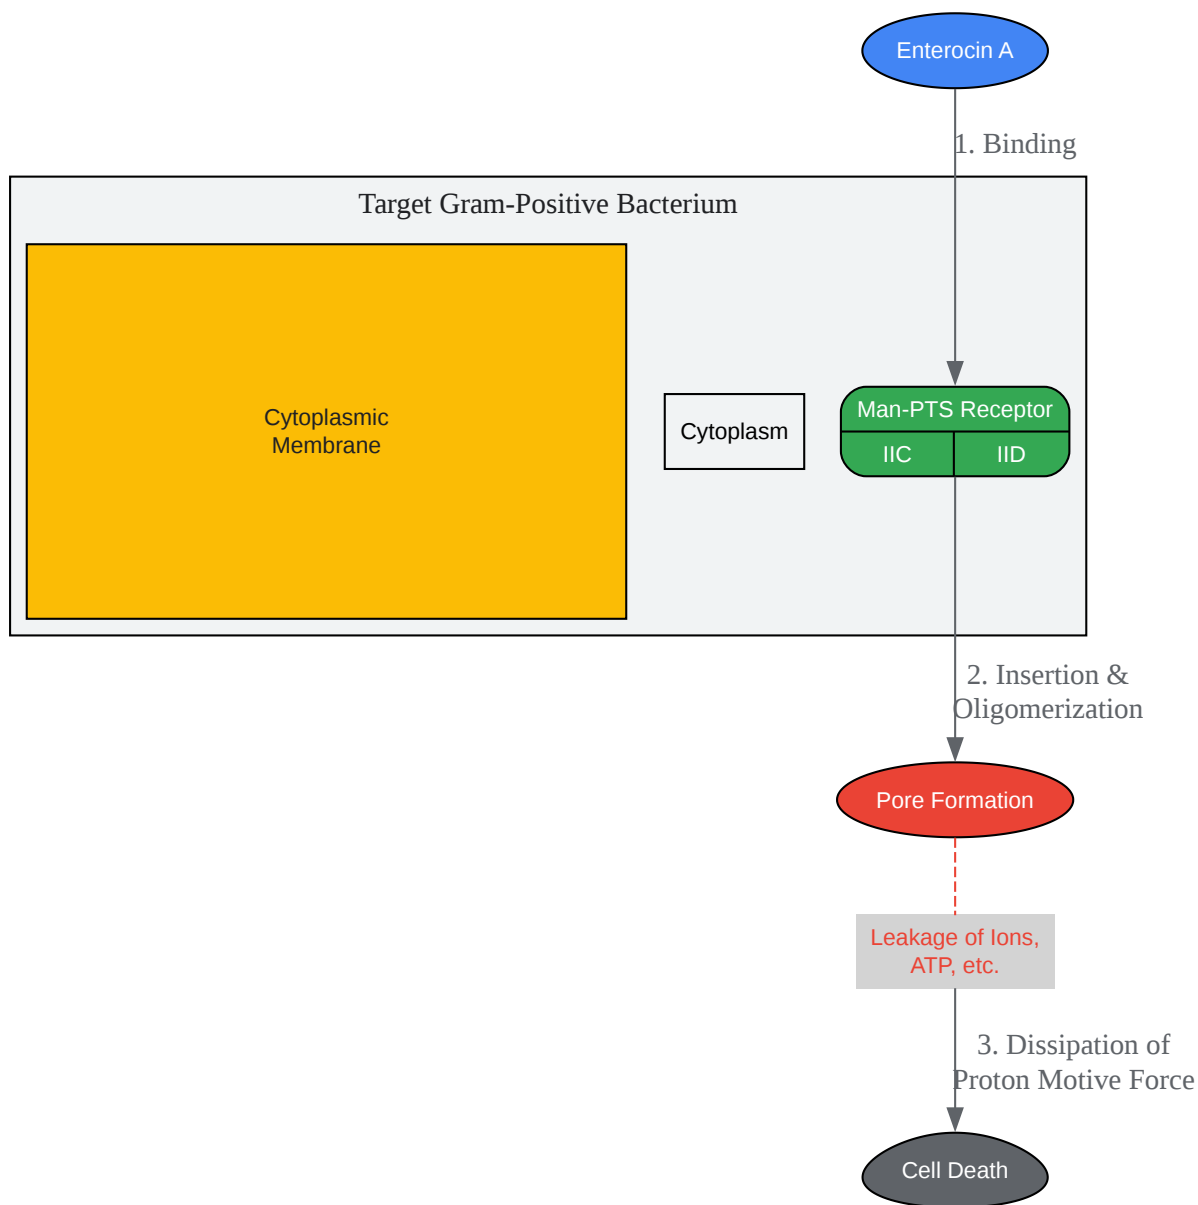 Enterocin A
1. Binding
Target Gram-Positive Bacterium
Cytoplasmic
Membrane
Cytoplasm
Man-PTS Receptor
IIC
IID
2. Insertion &
Oligomerization
Pore Formation
Leakage of Ions,
ATP, etc.
3. Dissipation of
Proton Motive Force
Cell Death